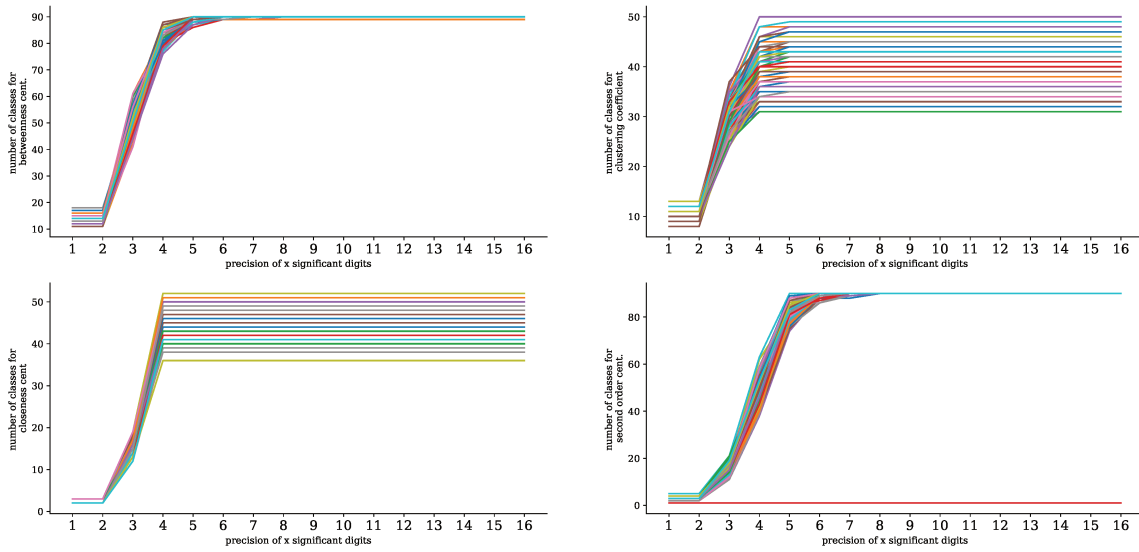 90
80
70
60
50
40
30
20
10
number of classes for
betweenness cent.
1 2 3 4 5 6 7 8 9 10 11 12 13 14 15 16
precision of x significant digits
50
40
30
20
10
number of classes for
clustering coefficient
1 2 3 4 5 6 7 8 9 10 11 12 13 14 15 16
precision of x significant digits
50
40
30
20
10
0
number of classes for
closeness cent.
1 2 3 4 5 6 7 8 9 10 11 12 13 14 15 16
precision of x significant digits
80
60
40
20
0
number of classes for
second order cent.
1 2 3 4 5 6 7 8 9 10 11 12 13 14 15 16
precision of x significant digits